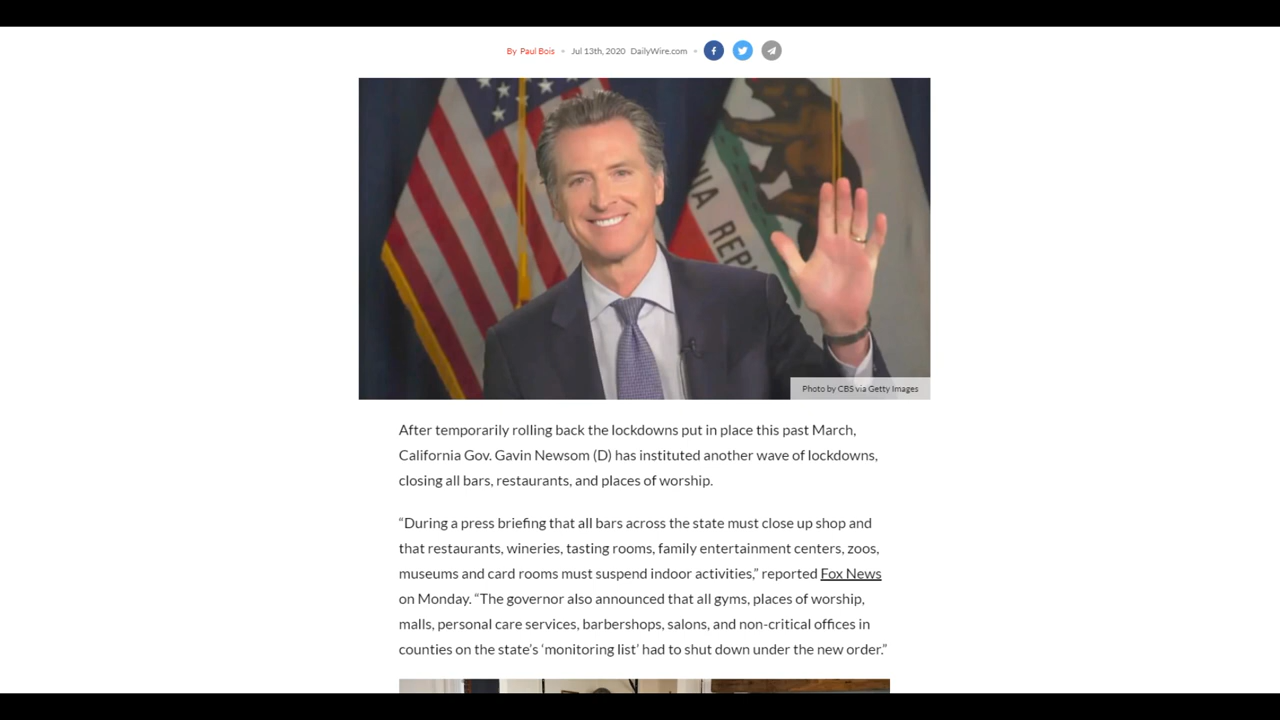 By Paul Bois • Jul 13th, 2020 DailyWire.com •
NIA REPU
Photo by CBS via Getty Images
After temporarily rolling back the lockdowns put in place this past March,
California Gov. Gavin Newsom (D) has instituted another wave of lockdowns,
closing all bars, restaurants, and places of worship.
“During a press briefing that all bars across the state must close up shop and
that restaurants, wineries, tasting rooms, family entertainment centers, zoos,
museums and card rooms must suspend indoor activities,” reported Fox News
on Monday. “The governor also announced that all gyms, places of worship,
malls, personal care services, barbershops, salons, and non-critical offices in
counties on the state’s ‘monitoring list’ had to shut down under the new order.”